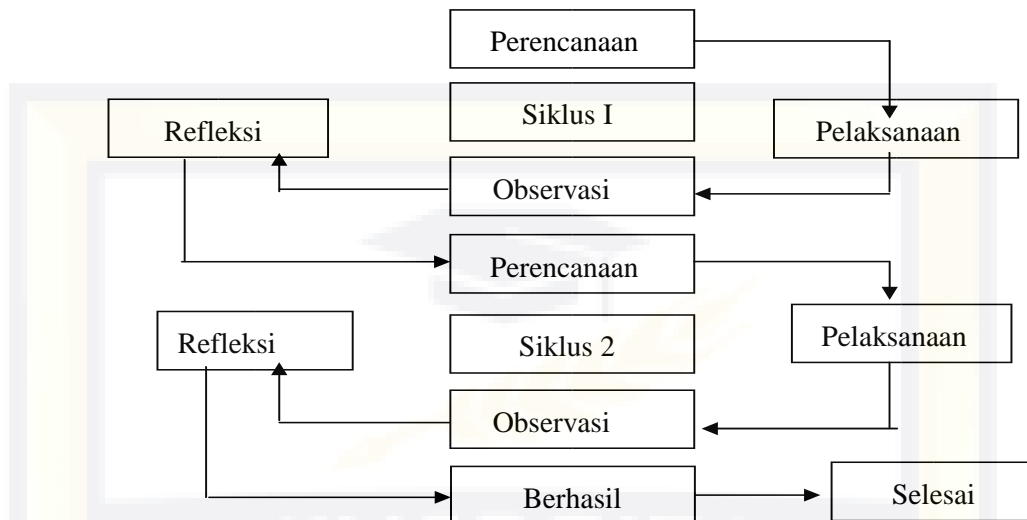 Perencanaan
Siklus I
Refleksi
Pelaksanaan
Observasi
Perencanaan
Refleksi
Siklus 2
Pelaksanaan
Observasi
Berhasil
Selesai